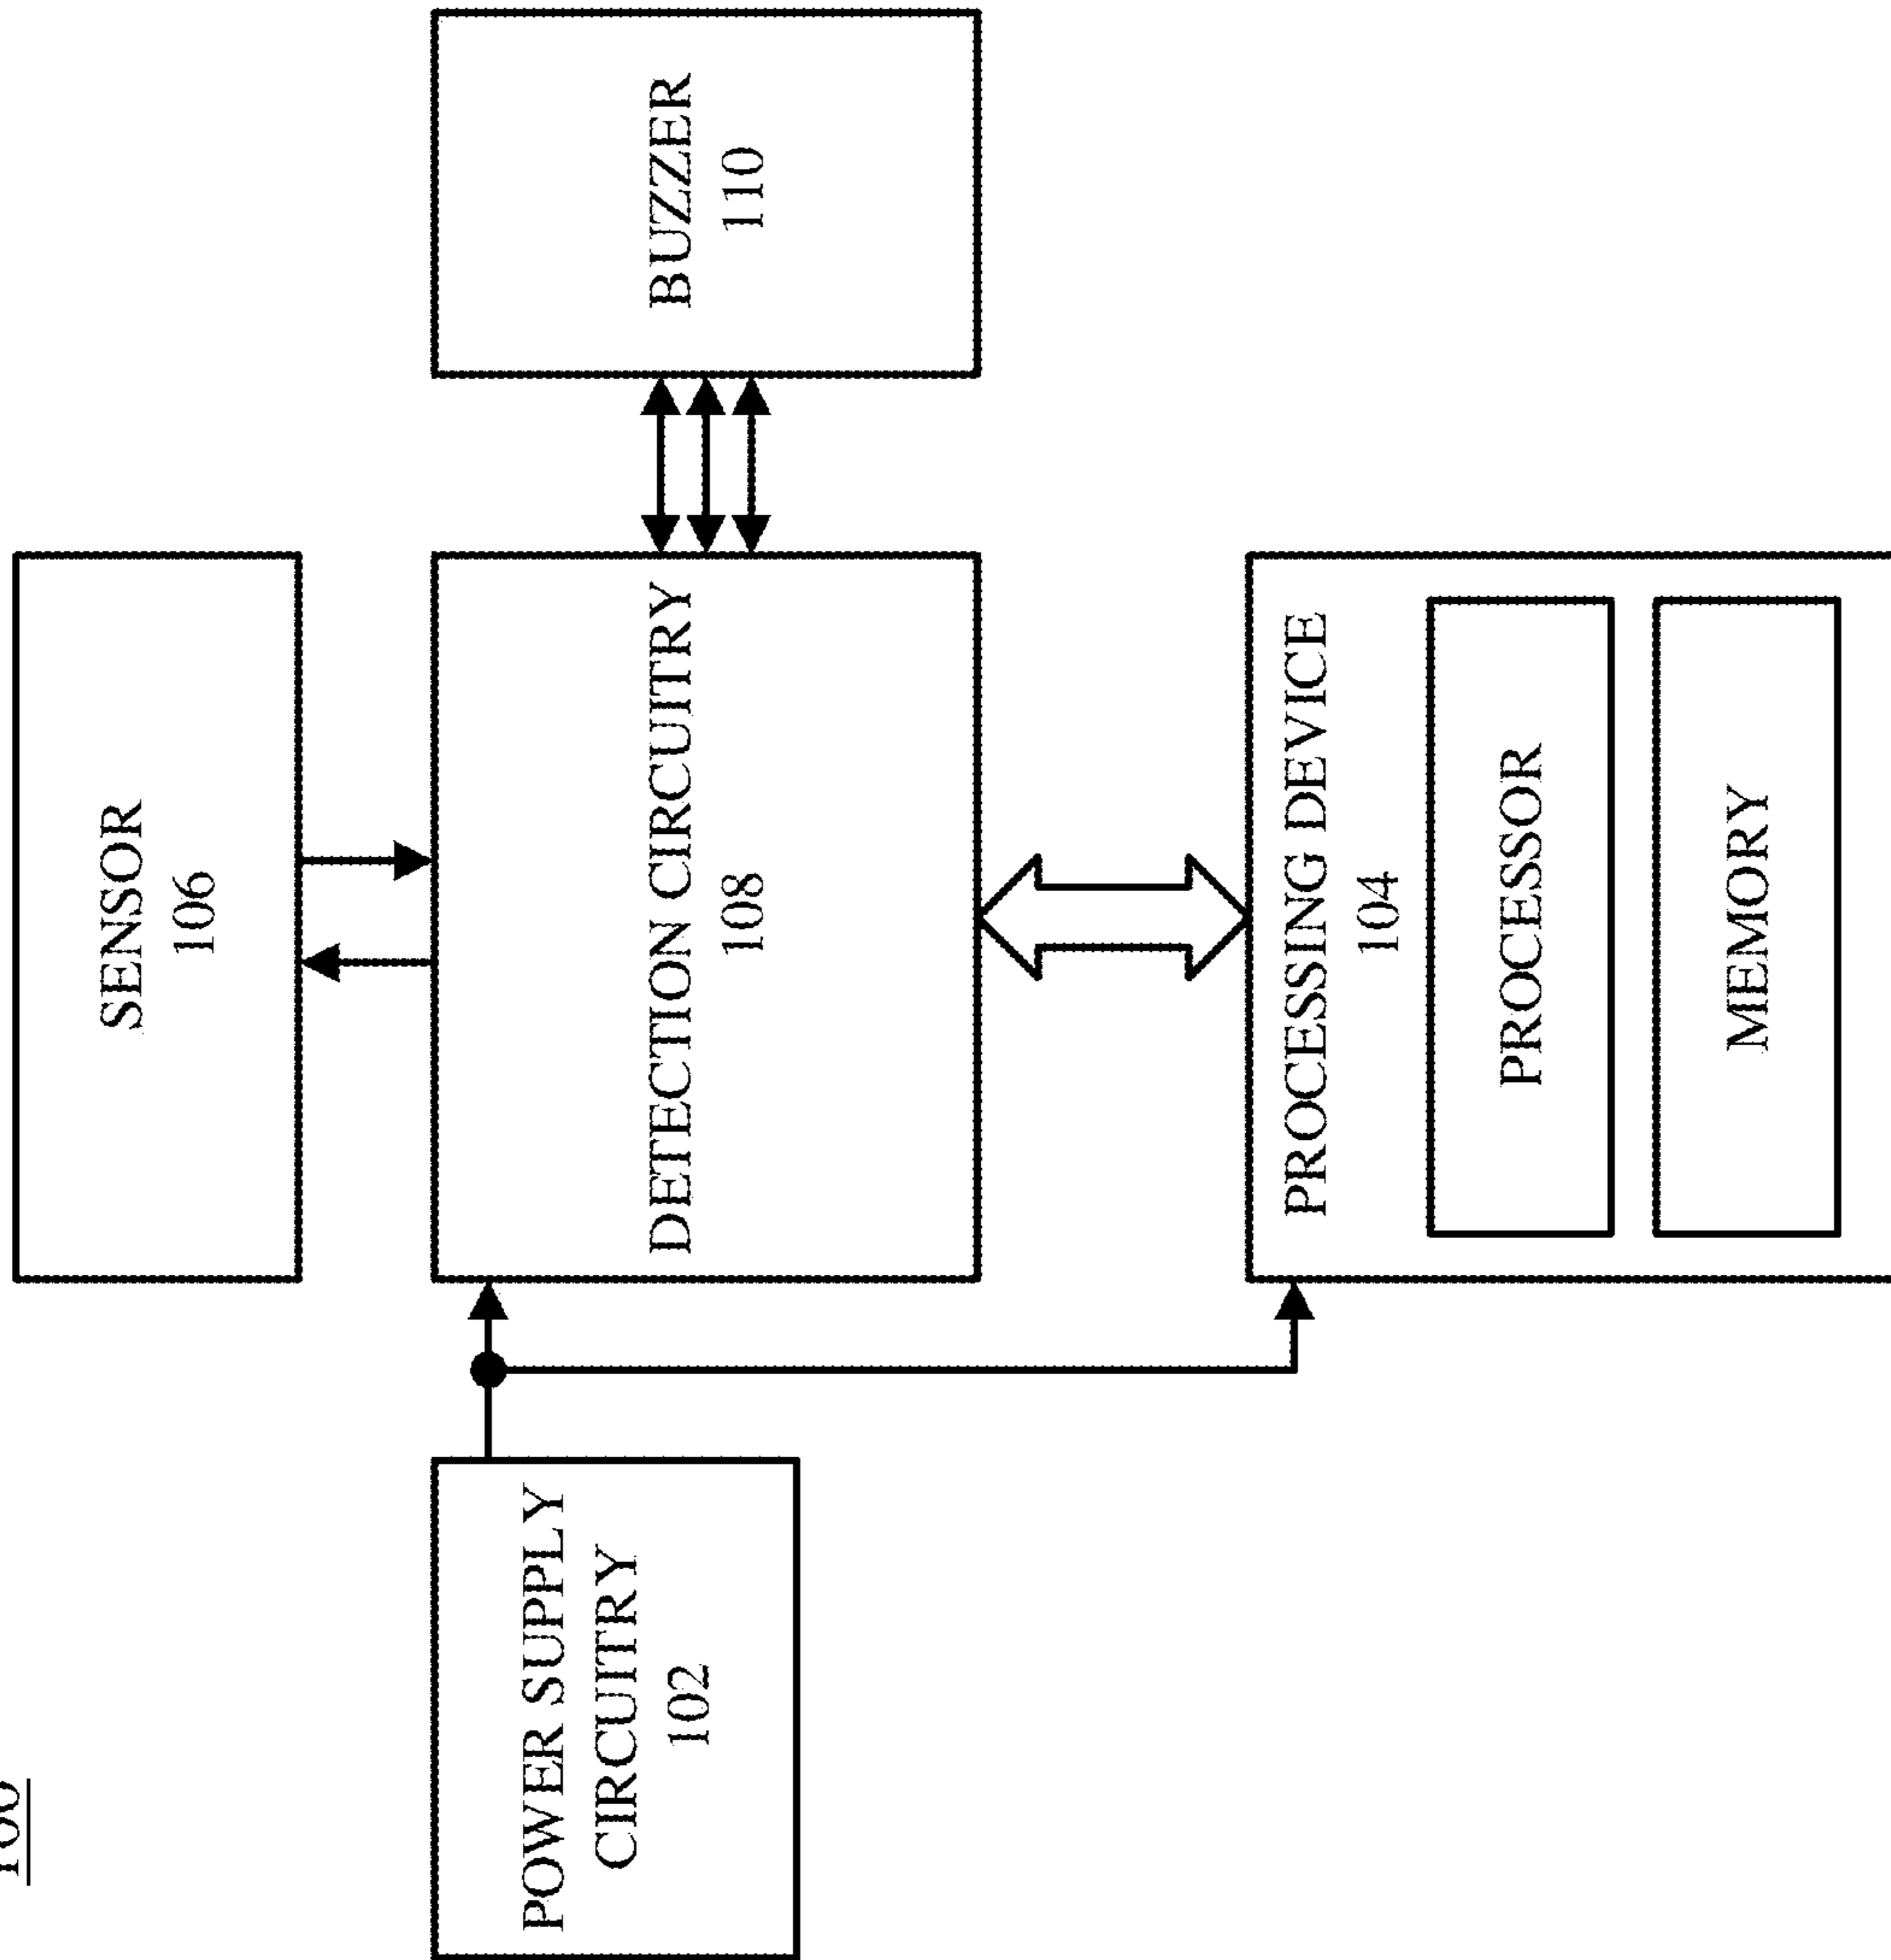 100
POWER SUPPLY
CIRCUITRY
102
SENSOR
106
DETECTION CIRCUITRY
108
BUZZER
110
PROCESSING DEVICE
104
PROCESSOR
MEMORY